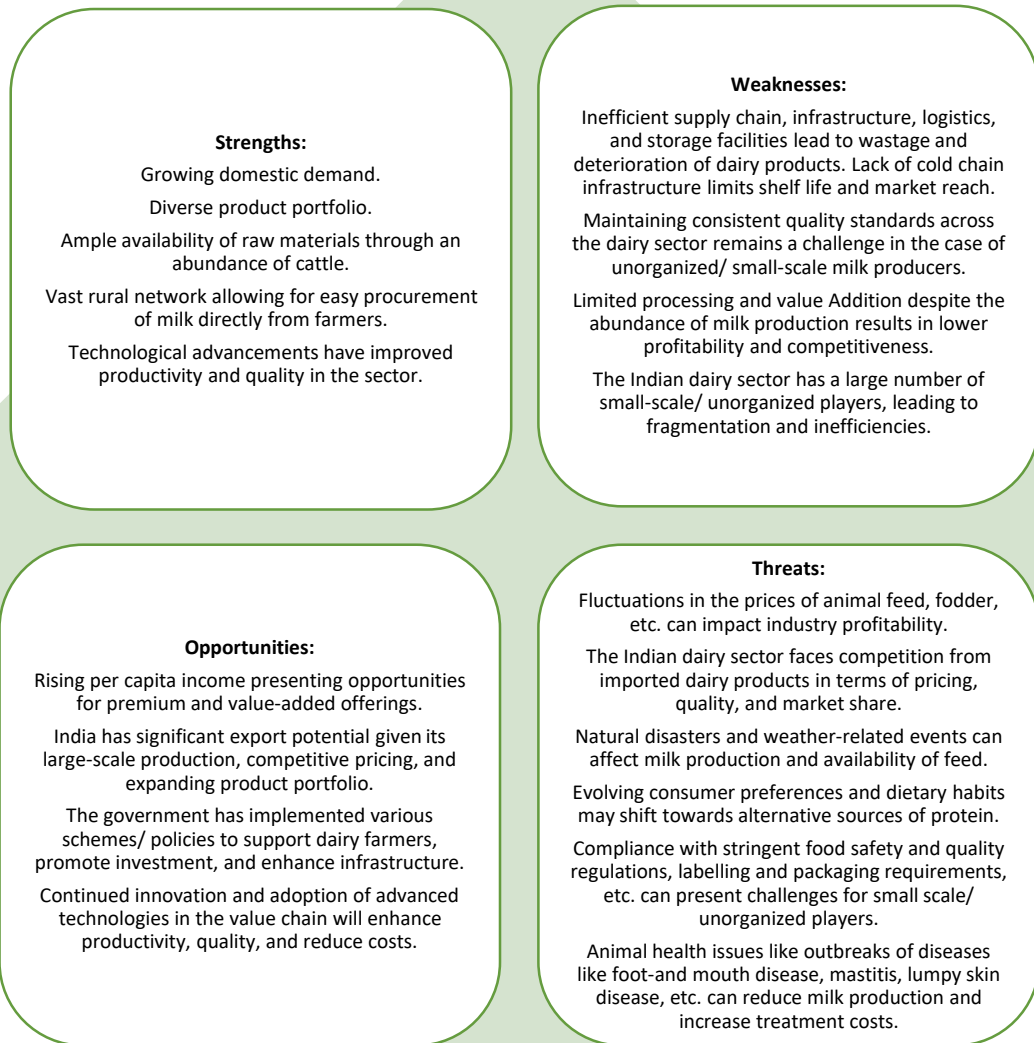 Strengths:
Growing domestic demand.
Diverse product portfolio.
Ample availability of raw materials through an
abundance of cattle.
Vast rural network allowing for easy procurement
of milk directly from farmers.
Technological advancements have improved
productivity and quality in the sector.
Weaknesses:
Inefficient supply chain, infrastructure, logistics,
and storage facilities lead to wastage and
deterioration of dairy products. Lack of cold chain
infrastructure limits shelf life and market reach.
Maintaining consistent quality standards across
the dairy sector remains a challenge in the case of
unorganized/ small-scale milk producers.
Limited processing and value Addition despite the
abundance of milk production results in lower
profitability and competitiveness.
The Indian dairy sector has a large number of
small-scale/ unorganized players, leading to
fragmentation and inefficiencies.
Opportunities:
Rising per capita income presenting opportunities
for premium and value-added offerings.
India has significant export potential given its
large-scale production, competitive pricing, and
expanding product portfolio.
The government has implemented various
schemes/ policies to support dairy farmers,
promote investment, and enhance infrastructure.
Continued innovation and adoption of advanced
technologies in the value chain will enhance
productivity, quality, and reduce costs.
Threats:
Fluctuations in the prices of animal feed, fodder,
etc. can impact industry profitability.
The Indian dairy sector faces competition from
imported dairy products in terms of pricing,
quality, and market share.
Natural disasters and weather-related events can
affect milk production and availability of feed.
Evolving consumer preferences and dietary habits
may shift towards alternative sources of protein.
Compliance with stringent food safety and quality
regulations, labelling and packaging requirements,
etc. can present challenges for small scale/
unorganized players.
Animal health issues like outbreaks of diseases
like foot-and mouth disease, mastitis, lumpy skin
disease, etc. can reduce milk production and
increase treatment costs.